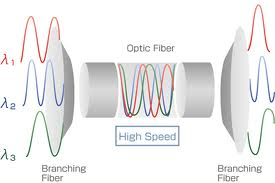 Optic Fiber
λ1
λ2
High Speed
λ3
Branching
Fiber
Branching
Fiber